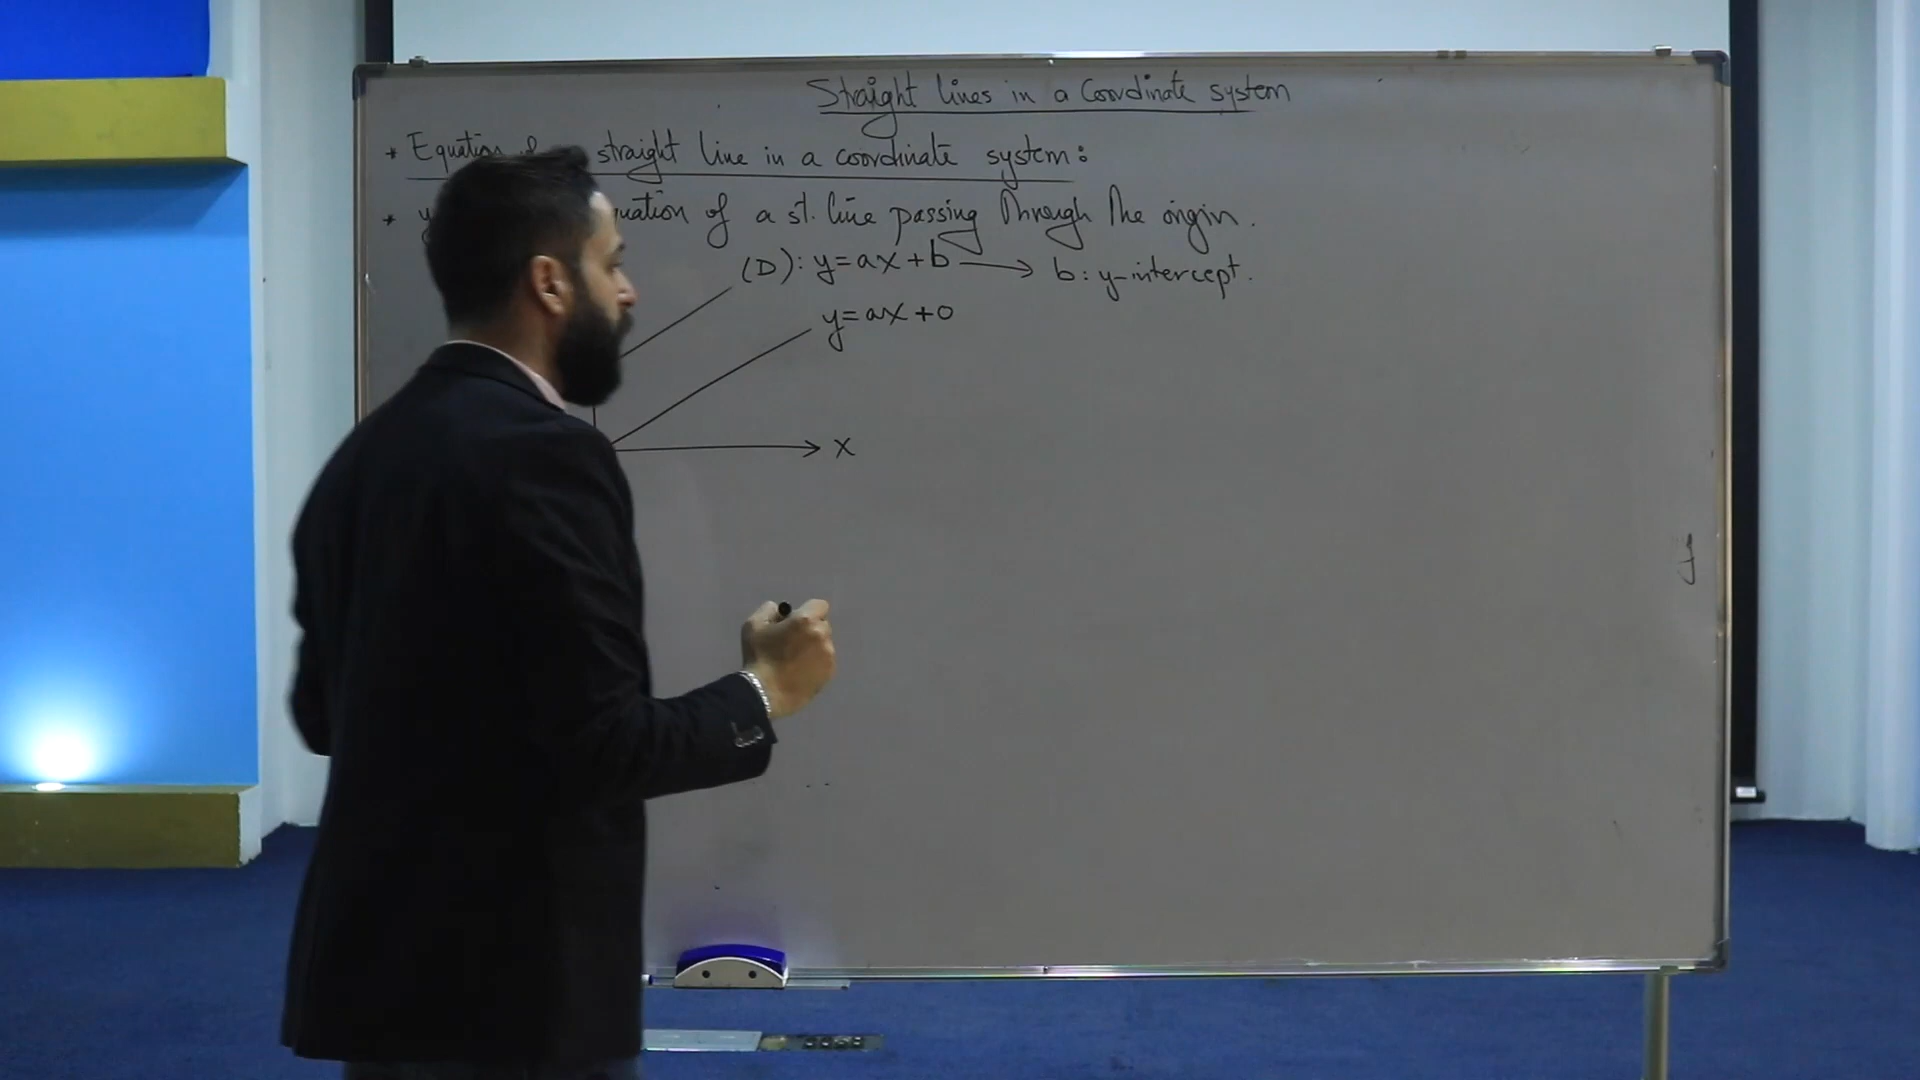 Straight lines in a Coordinate system
* Equation straight line in a coordinate system:
* y of a st. line passing through the origin.
(D): y=ax+b → b: y-intercept.
y=ax+0
x
y